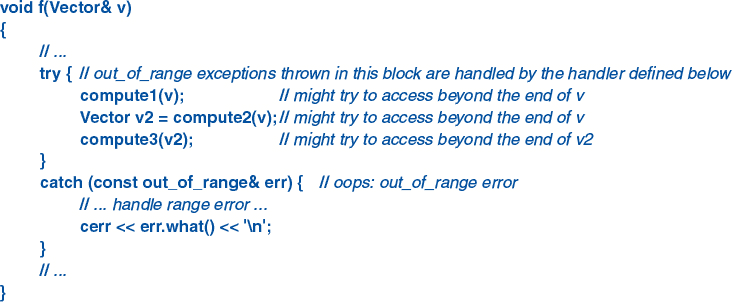 void f(Vector& v)
{
// ...
try { // out_of_range exceptions thrown in this block are handled by the handler defined below
compute1(v); // might try to access beyond the end of v
Vector v2 = compute2(v); // might try to access beyond the end of v
compute3(v2); // might try to access beyond the end of v2
}
catch (const out_of_range& err) { // oops: out_of_range error
// ... handle range error ...
cerr << err.what() << '\n';
}
// ...
}